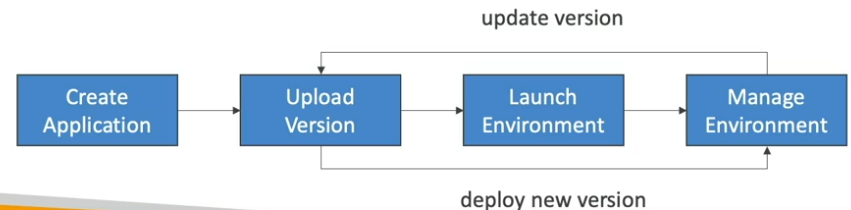 update version
Create
Application
Upload
Version
Launch
Environment
Manage
Environment
deploy new version